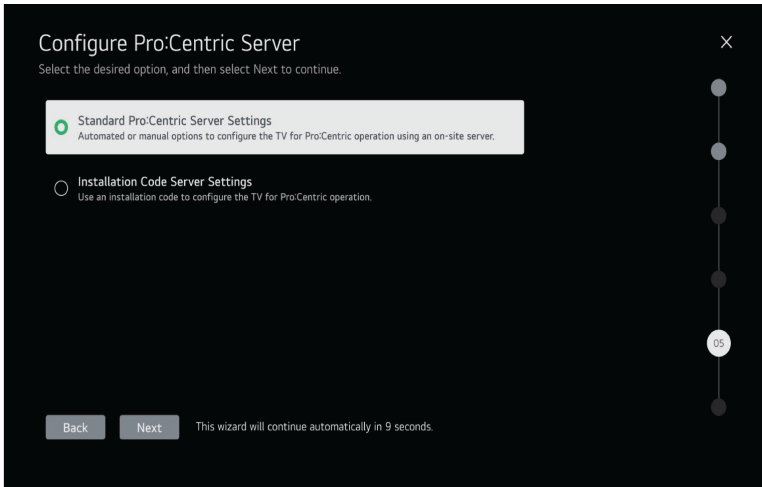 Configure Pro:Centric Server
Select the desired option, and then select Next to continue.
Standard Pro:Centric Server Settings
Automated or manual options to configure the TV for Pro:Centric operation using an on-site server.
Installation Code Server Settings
Use an installation code to configure the TV for Pro:Centric operation.
05
Back
Next
This wizard will continue automatically in 9 seconds.